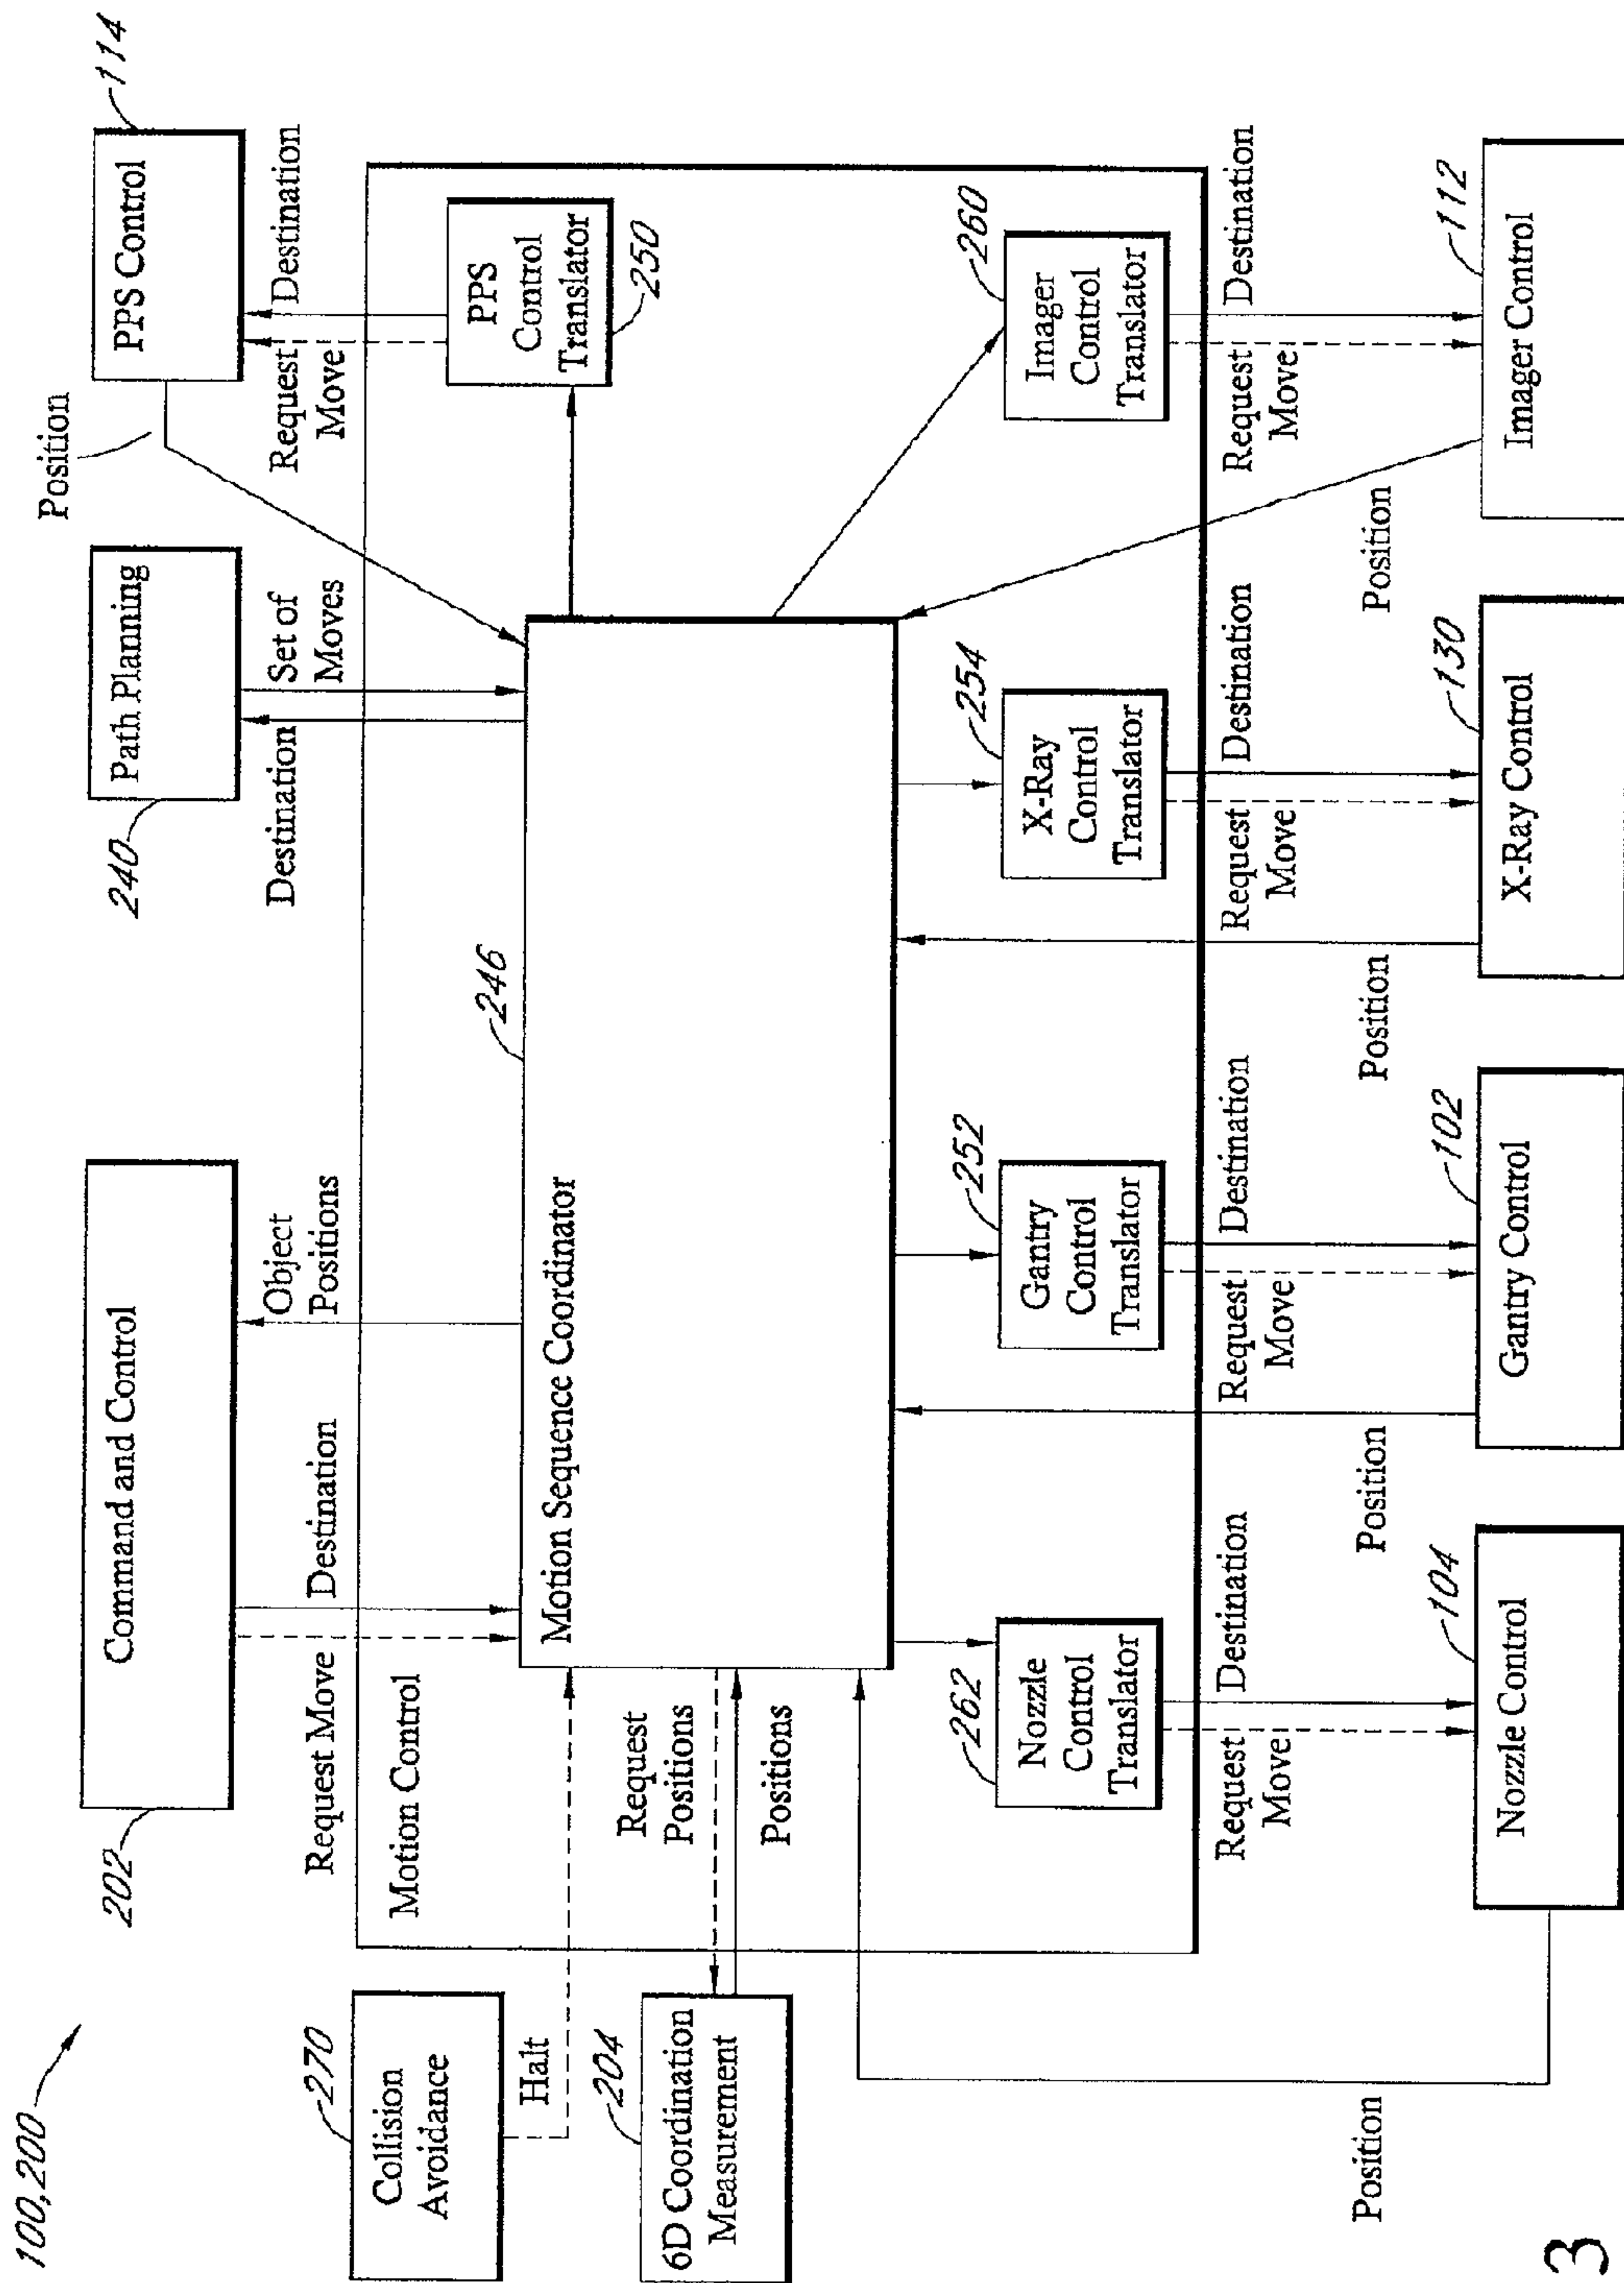 100,200
202
Command and Control
240
Path Planning
Position
PPS Control
114
Request Move
Destination
Object
Positions
Destination
Set of
Moves
Request
Move
Destination
270
Collision
Avoidance
Halt
Motion Control
246
PPS
Control
Translator
250
Motion Sequence Coordinator
204
6D Coordination
Measurement
Request
Positions
Positions
262
Nozzle
Control
Translator
252
Gantry
Control
Translator
254
X-Ray
Control
Translator
260
Imager
Control
Translator
Request
Move
Destination
Request
Move
Destination
Request
Move
Destination
Request
Move
Destination
Position
Position
Position
Position
104
Nozzle Control
102
Gantry Control
130
X-Ray Control
112
Imager Control
3